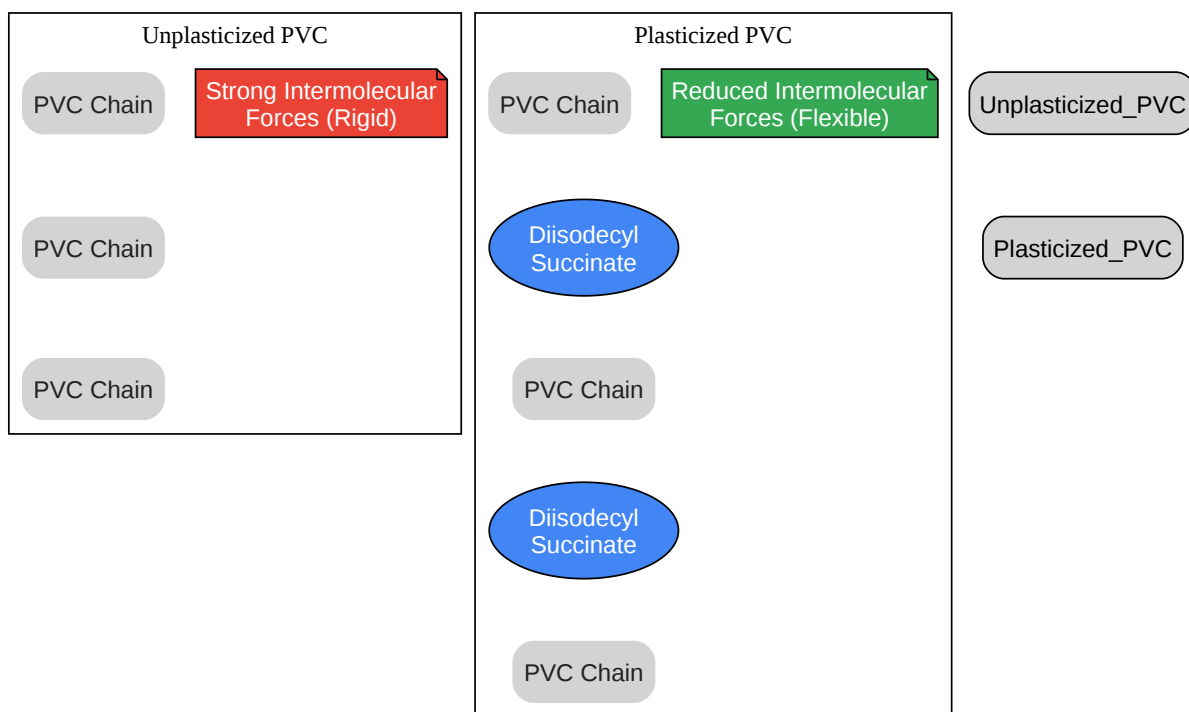 Unplasticized PVC
PVC Chain
Strong Intermolecular
Forces (Rigid)
PVC Chain
PVC Chain
Plasticized PVC
PVC Chain
Reduced Intermolecular
Forces (Flexible)
Diisodecyl
Succinate
PVC Chain
Diisodecyl
Succinate
PVC Chain
Unplasticized_PVC
Plasticized_PVC